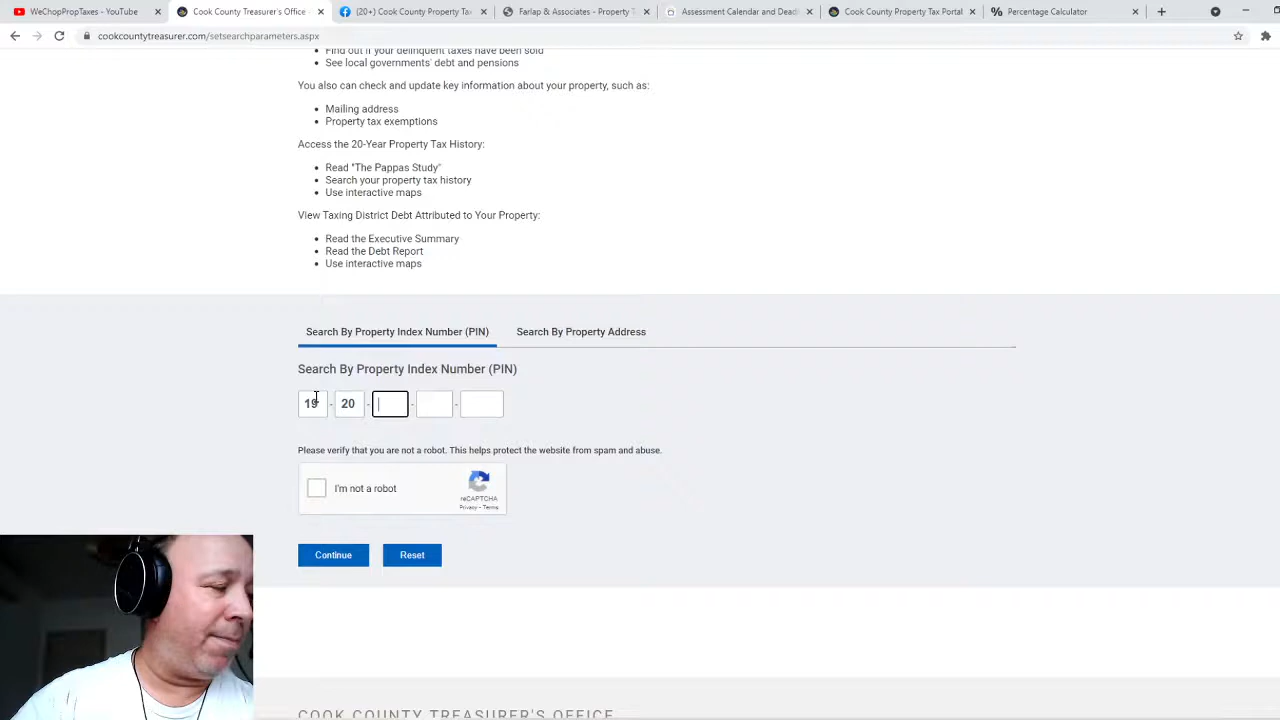 WeChopPropTaxes - YouTube
Cook County Treasurer's Office -
(20+) Cook County Property Tax
Farlap & Associates - Property T
Assessment Calendar and Deadl
Cook County Property Tax Portal
Percentage Calculator
cookcountytreasurer.com/setsearchparameters.aspx
Find out if your delinquent taxes have been sold
See local governments' debt and pensions
You also can check and update key information about your property, such as:
Mailing address
Property tax exemptions
Access the 20-Year Property Tax History:
Read "The Pappas Study"
Search your property tax history
Use interactive maps
View Taxing District Debt Attributed to Your Property:
Read the Executive Summary
Read the Debt Report
Use interactive maps
Search By Property Index Number (PIN) Search By Property Address
Search By Property Index Number (PIN)
19 - 20 - - -
Please verify that you are not a robot. This helps protect the website from spam and abuse.
I'm not a robot
reCAPTCHA
Privacy - Terms
Continue Reset
COOK COUNTY TREASURER'S OFFICE